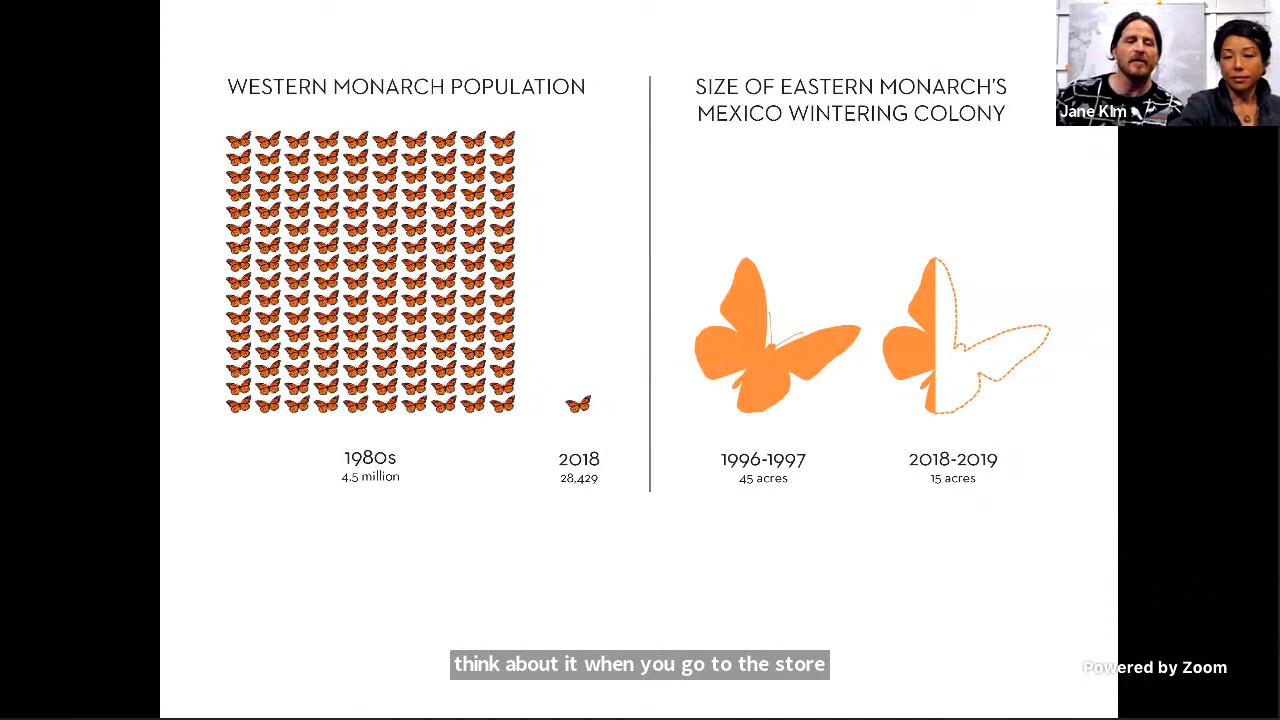 WESTERN MONARCH POPULATION
1980s
4.5 million
2018
28,429
SIZE OF EASTERN MONARCH'S
MEXICO WINTERING COLONY
1996-1997
45 acres
2018-2019
15 acres
Jane KIm
think about it when you go to the store
Powered by Zoom